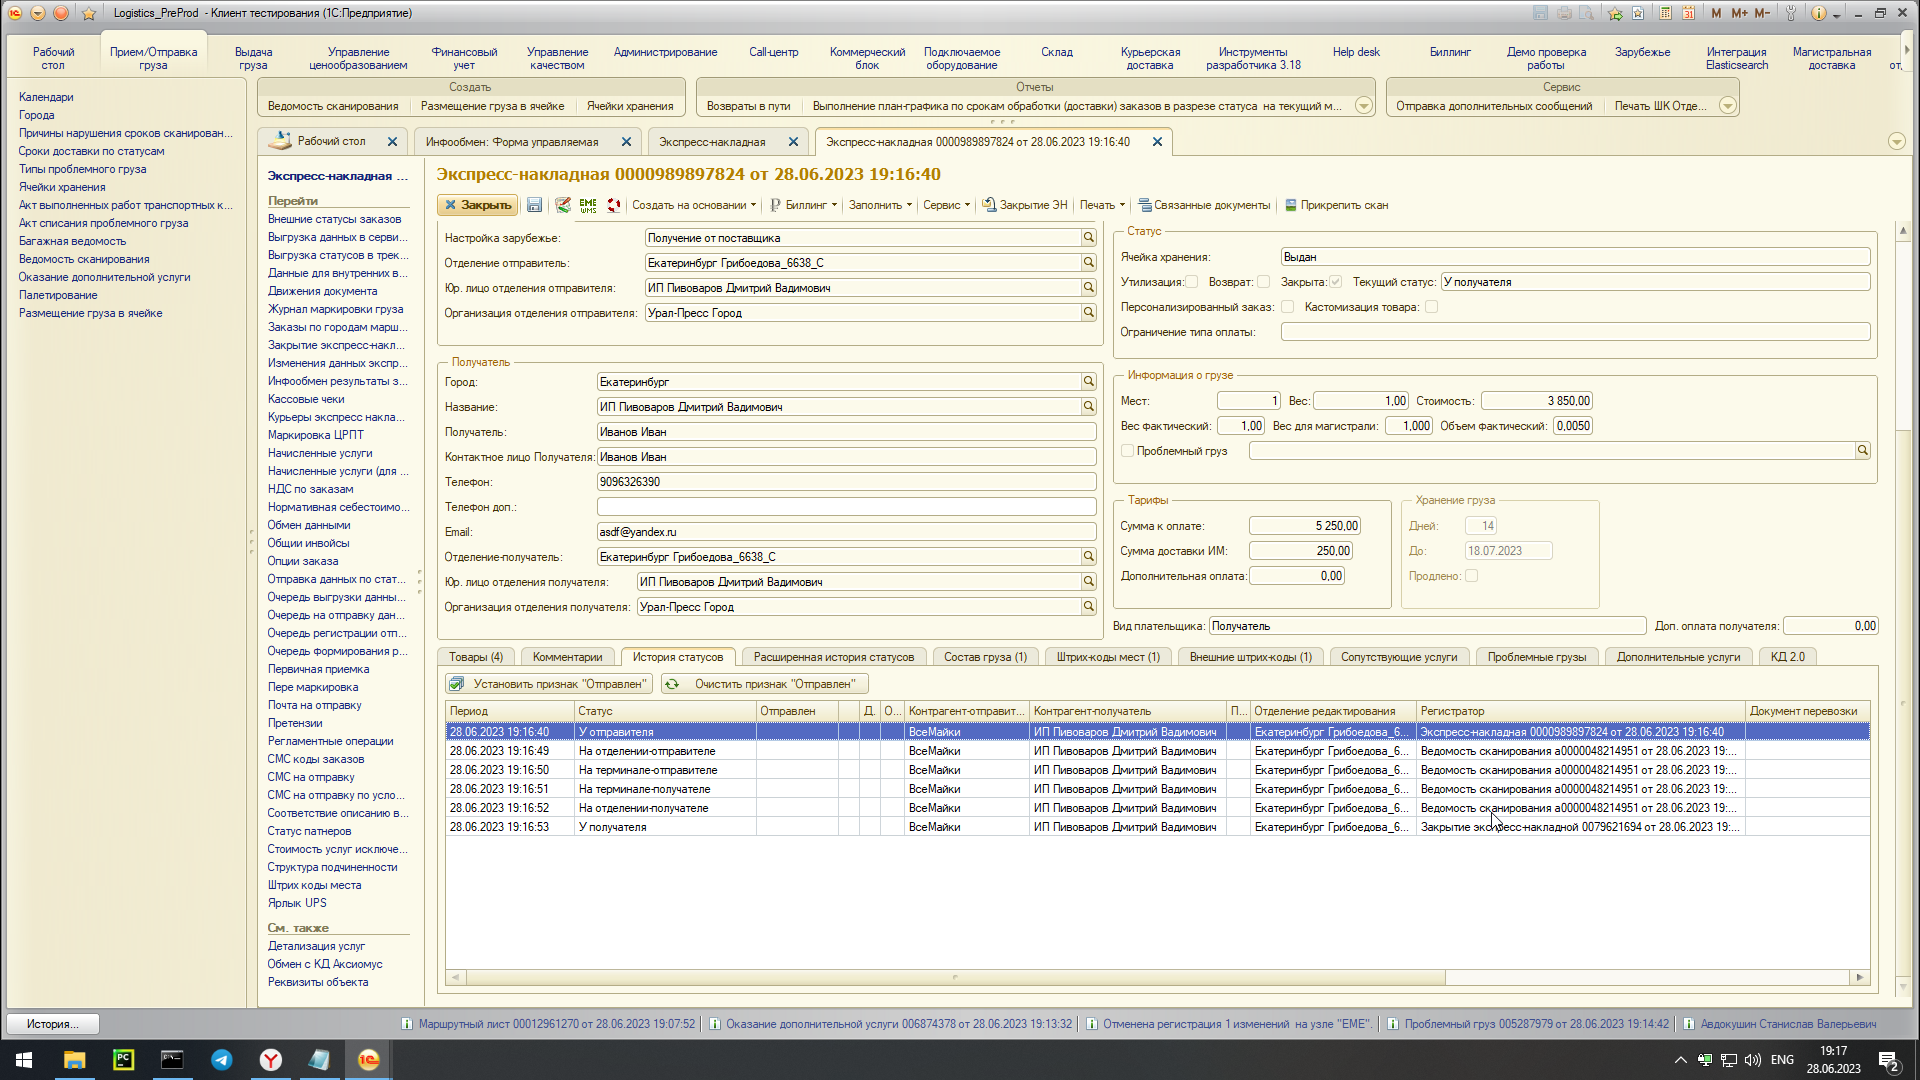 Logistics_PreProd - Клиент тестирования (1С:Предприятие)
M M+ M-
Рабочий стол
Прием/Отправка груза
Выдача груза
Управление ценообразованием
Финансовый учет
Управление качеством
Администрирование
Call-центр
Коммерческий блок
Подключаемое оборудование
Склад
Курьерская доставка
Инструменты разработчика 3.18
Help desk
Биллинг
Демо проверка работы
Зарубежье
Интеграция Elasticsearch
Магистральная доставка
Создать
Ведомость сканирования Размещение груза в ячейке Ячейки хранения
Отчеты
Возвраты в пути Выполнение план-графика по срокам обработки (доставки) заказов в разрезе статуса на текущий м...
Сервис
Отправка дополнительных сообщений Печать ШК Отде...
Календари
Города
Причины нарушения сроков сканирован...
Сроки доставки по статусам
Типы проблемного груза
Ячейки хранения
Акт выполненных работ транспортных к...
Акт списания проблемного груза
Багажная ведомость
Ведомость сканирования
Оказание дополнительной услуги
Палетирование
Размещение груза в ячейке
Рабочий стол
Инфообмен: Форма управляемая
Экспресс-накладная
Экспресс-накладная 0000989897824 от 28.06.2023 19:16:40
Экспресс-накладная ...
Перейти
Внешние статусы заказов
Выгрузка данных в серви...
Выгрузка статусов в трек...
Данные для внутренних в...
Движения документа
Журнал маркировки груза
Заказы по городам марш...
Закрытие экспресс-накл...
Изменения данных экспр...
Инфообмен результаты з...
Кассовые чеки
Курьеры экспресс накла...
Маркировка ЦРПТ
Начисленные услуги
Начисленные услуги (для ...
НДС по заказам
Нормативная себестоимо...
Обмен данными
Общии инвойсы
Опции заказа
Отправка данных по стат...
Очередь выгрузки данны...
Очередь на отправку дан...
Очередь регистрации отп...
Очередь формирования р...
Первичная приемка
Пере маркировка
Почта на отправку
Претензии
Регламентные операции
СМС коды заказов
СМС на отправку
СМС на отправку по усло...
Соответствие описанию в...
Статус патнеров
Стоимость услуг исключе...
Структура подчиненности
Штрих коды места
Ярлык UPS
См. также
Детализация услуг
Обмен с КД Аксиомус
Реквизиты объекта
Экспресс-накладная 0000989897824 от 28.06.2023 19:16:40
Закрыть EME WMS Создать на основании Биллинг Заполнить Сервис Закрытие ЭН Печать Связанные документы Прикрепить скан
Настройка зарубежье: Получение от поставщика
Отделение отправитель: Екатеринбург Грибоедова_6638_С
Юр. лицо отделения отправителя: ИП Пивоваров Дмитрий Вадимович
Организация отделения отправителя: Урал-Пресс Город
Получатель
Город: Екатеринбург
Название: ИП Пивоваров Дмитрий Вадимович
Получатель: Иванов Иван
Контактное лицо Получателя: Иванов Иван
Телефон: 9096326390
Телефон доп.:
Email: asdf@yandex.ru
Отделение-получатель: Екатеринбург Грибоедова_6638_С
Юр. лицо отделения получателя: ИП Пивоваров Дмитрий Вадимович
Организация отделения получателя: Урал-Пресс Город
Статус
Ячейка хранения: Выдан
Утилизация: Возврат: Закрыта: Текущий статус: У получателя
Персонализированный заказ: Кастомизация товара:
Ограничение типа оплаты:
Информация о грузе
Мест: 1 Вес: 1,00 Стоимость: 3 850,00
Вес фактический: 1,00 Вес для магистрали: 1,000 Объем фактический: 0,0050
Проблемный груз
Тарифы
Сумма к оплате: 5 250,00
Сумма доставки ИМ: 250,00
Дополнительная оплата: 0,00
Хранение груза
Дней: 14
До: 18.07.2023
Продлено:
Вид плательщика: Получатель Доп. оплата получателя: 0,00
Товары (4) Комментарии История статусов Расширенная история статусов Состав груза (1) Штрих-коды мест (1) Внешние штрих-коды (1) Сопутствующие услуги Проблемные грузы Дополнительные услуги КД 2.0
Установить признак "Отправлен" Очистить признак "Отправлен"
Период Статус Отправлен Д. О... Контрагент-отправит... Контрагент-получатель П... Отделение редактирования Регистратор Документ перевозки
28.06.2023 19:16:40 У отправителя ВсеМайки ИП Пивоваров Дмитрий Вадимович Екатеринбург Грибоедова_6... Экспресс-накладная 0000989897824 от 28.06.2023 19:16:40
28.06.2023 19:16:49 На отделении-отправителе ВсеМайки ИП Пивоваров Дмитрий Вадимович Екатеринбург Грибоедова_6... Ведомость сканирования а0000048214951 от 28.06.2023 19:...
28.06.2023 19:16:50 На терминале-отправителе ВсеМайки ИП Пивоваров Дмитрий Вадимович Екатеринбург Грибоедова_6... Ведомость сканирования а0000048214951 от 28.06.2023 19:...
28.06.2023 19:16:51 На терминале-получателе ВсеМайки ИП Пивоваров Дмитрий Вадимович Екатеринбург Грибоедова_6... Ведомость сканирования а0000048214951 от 28.06.2023 19:...
28.06.2023 19:16:52 На отделении-получателе ВсеМайки ИП Пивоваров Дмитрий Вадимович Екатеринбург Грибоедова_6... Ведомость сканирования а0000048214951 от 28.06.2023 19:...
28.06.2023 19:16:53 У получателя ВсеМайки ИП Пивоваров Дмитрий Вадимович Екатеринбург Грибоедова_6... Закрытие экспресс-накладной 0079621694 от 28.06.2023 19:...
История... Маршрутный лист 00012961270 от 28.06.2023 19:07:52 Оказание дополнительной услуги 006874378 от 28.06.2023 19:13:32 Отменена регистрация 1 изменений на узле "EME". Проблемный груз 005287979 от 28.06.2023 19:14:42 Авдокушин Станислав Валерьевич
ENG 19:17
28.06.2023
2